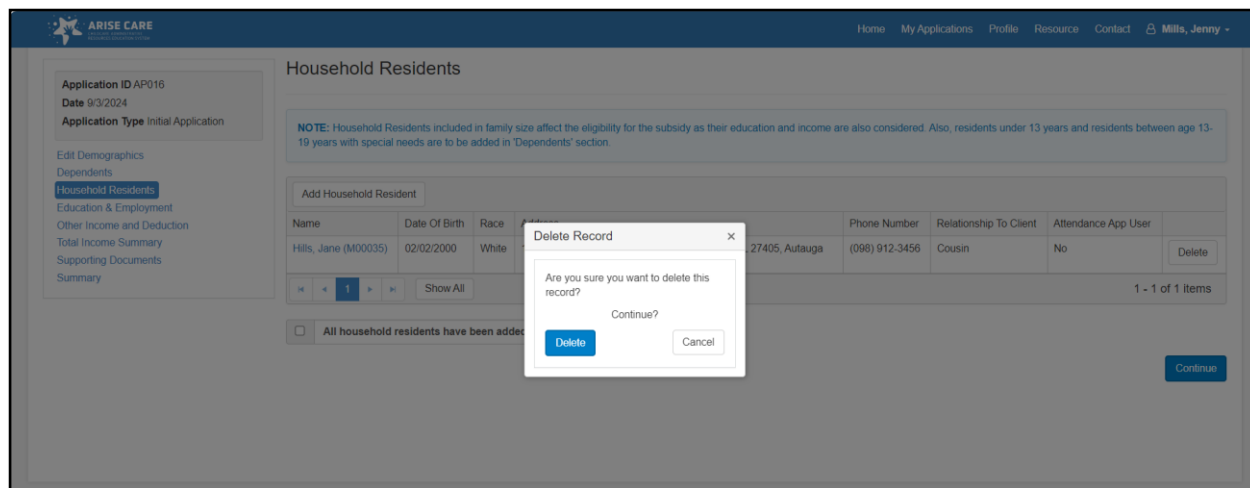 ARISE CARE
Home My Applications Profile Resource Contact Mills, Jenny
Application ID AP016
Date 9/3/2024
Application Type Initial Application
Edit Demographics
Dependents
Household Residents
Education & Employment
Other Income and Deduction
Total Income Summary
Supporting Documents
Summary
Household Residents
NOTE: Household Residents included in family size affect the eligibility for the subsidy as their education and income are also considered. Also, residents under 13 years and residents between age 13-
19 years with special needs are to be added in 'Dependents' section.
Add Household Resident
Name Date Of Birth Race Address Phone Number Relationship To Client Attendance App User
Hills, Jane (M00035) 02/02/2000 White , 27405, Autauga (098) 912-3456 Cousin No Delete
1 Show All 1 - 1 of 1 items
All household residents have been added
Continue
Delete Record ×
Are you sure you want to delete this
record?
Continue?
Delete Cancel